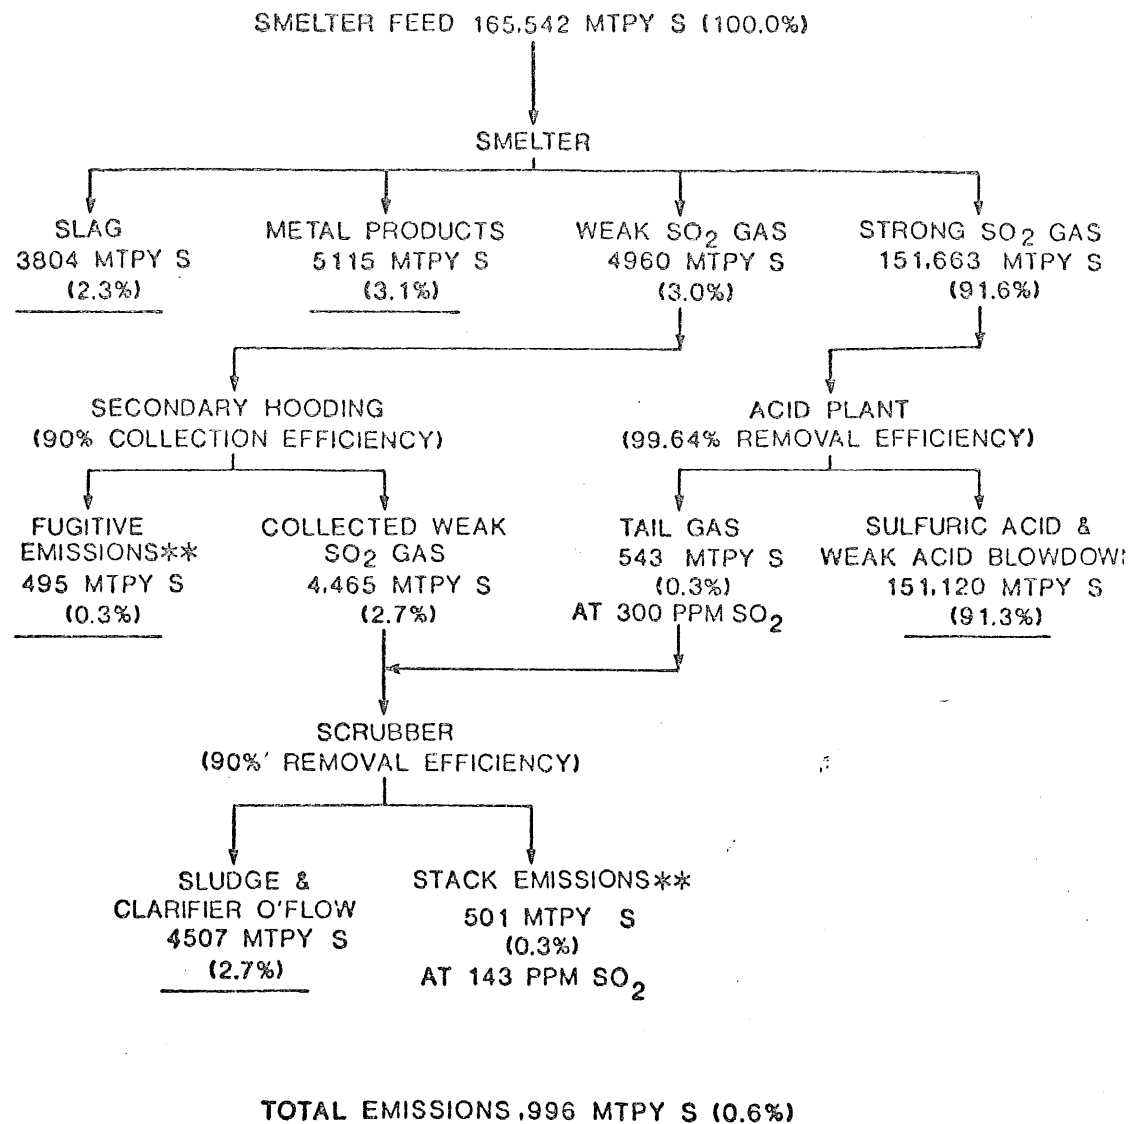 SMELTER FEED 165,542 MTPY S (100.0%)
SMELTER
SLAG
3804 MTPY S
(2.3%)
METAL PRODUCTS
5115 MTPY S
(3.1%)
WEAK SO2 GAS
4960 MTPY S
(3.0%)
STRONG SO2 GAS
151,663 MTPY S
(91.6%)
SECONDARY HOODING
(90% COLLECTION EFFICIENCY)
ACID PLANT
(99.64% REMOVAL EFFICIENCY)
FUGITIVE
EMISSIONS**
495 MTPY S
(0.3%)
COLLECTED WEAK
SO2 GAS
4,465 MTPY S
(2.7%)
TAIL GAS
543 MTPY S
(0.3%)
AT 300 PPM SO2
SULFURIC ACID &
WEAK ACID BLOWDOWN
151,120 MTPY S
(91.3%)
SCRUBBER
(90%' REMOVAL EFFICIENCY)
SLUDGE &
CLARIFIER O'FLOW
4507 MTPY S
(2.7%)
STACK EMISSIONS**
501 MTPY S
(0.3%)
AT 143 PPM SO2
TOTAL EMISSIONS,996 MTPY S (0.6%)